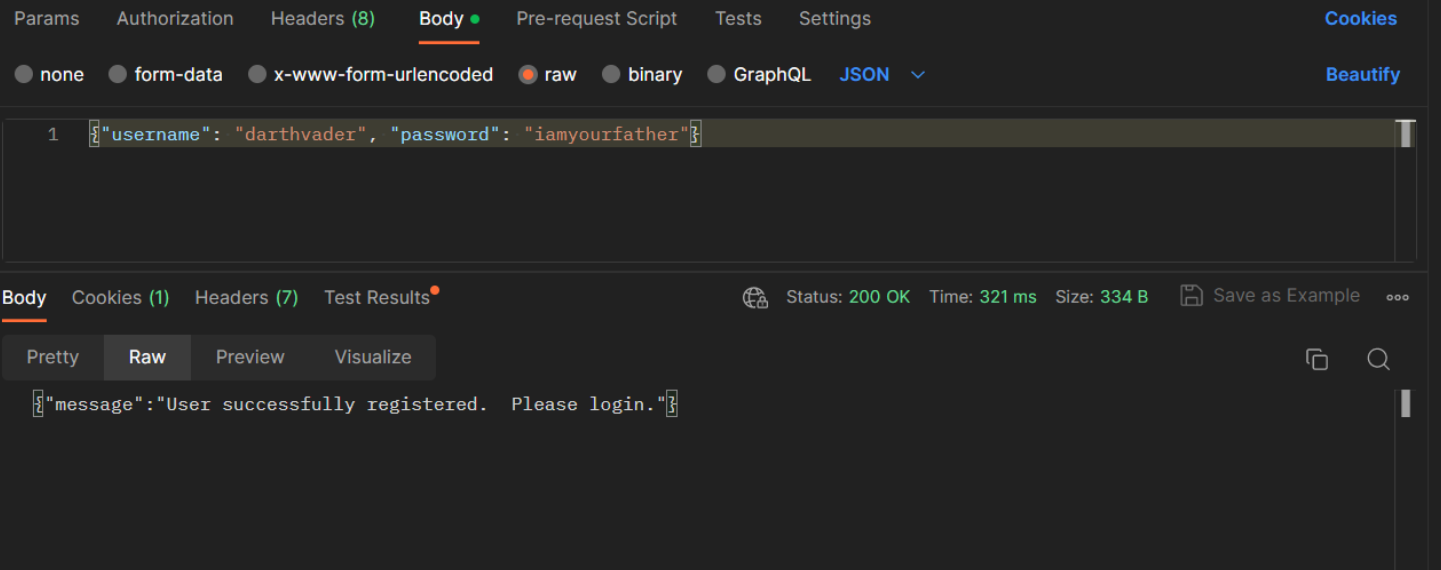 Params Authorization Headers (8) Body Pre-request Script Tests Settings Cookies
none form-data x-www-form-urlencoded raw binary GraphQL JSON Beautify
1 {"username": "darthvader", "password": "iamyourfather"}
Body Cookies (1) Headers (7) Test Results Status: 200 OK Time: 321 ms Size: 334 B Save as Example
Pretty Raw Preview Visualize
{"message":"User successfully registered.  Please login."}